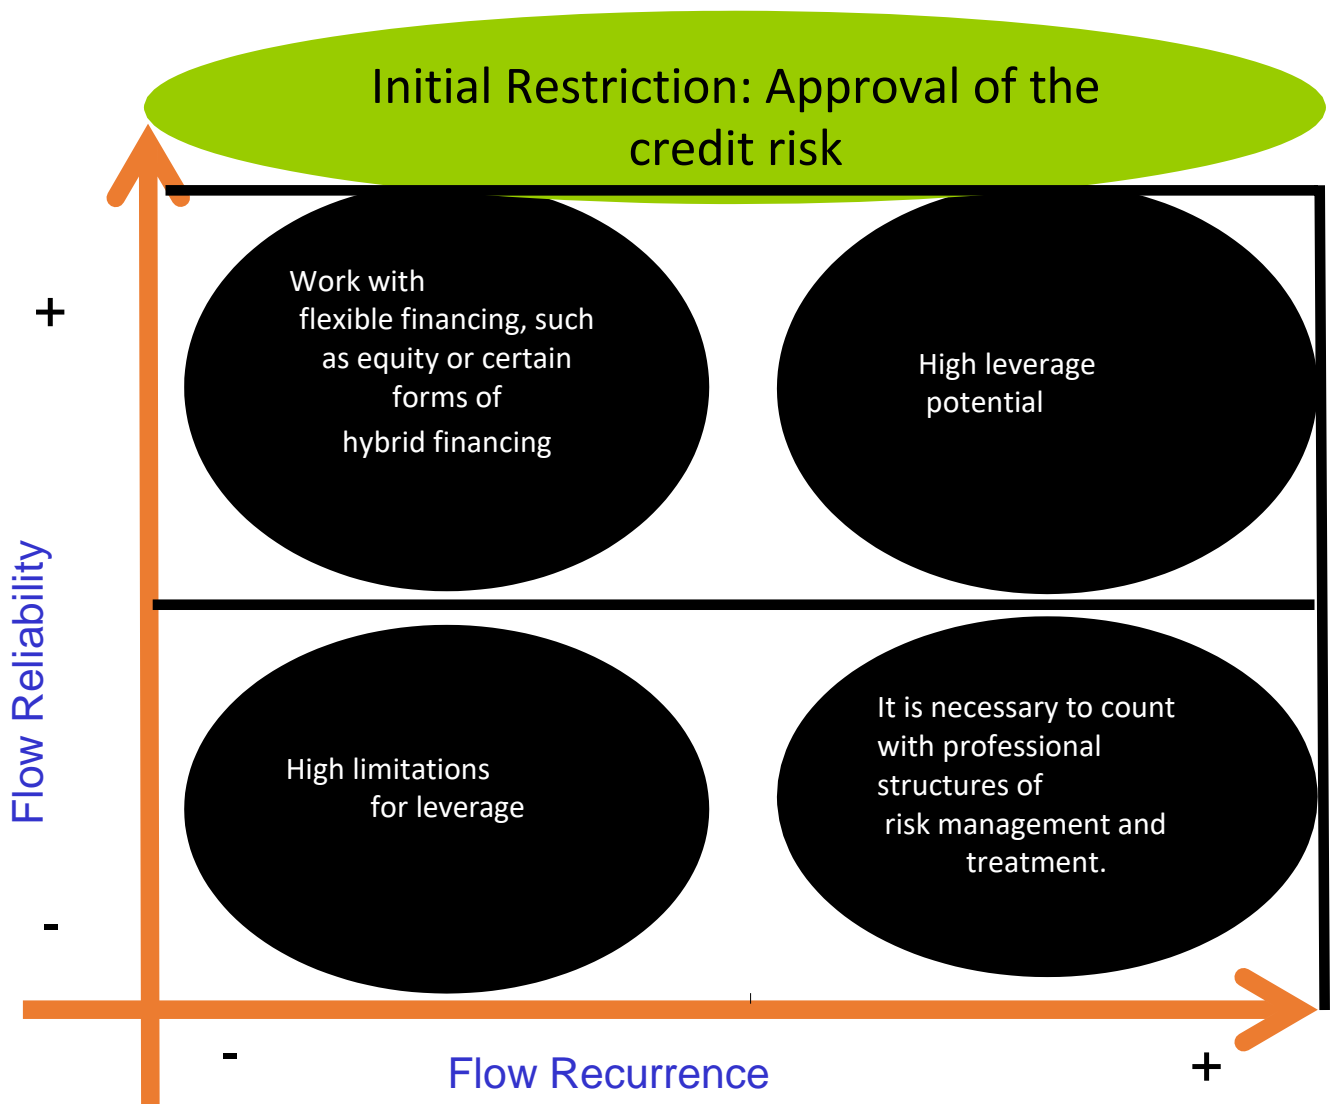 Initial Restriction: Approval of the
credit risk
+
Work with
flexible financing, such
as equity or certain
forms of
hybrid financing
High leverage
potential
Flow Reliability
High limitations
for leverage
It is necessary to count
with professional
structures of
risk management and
treatment.
-
-
Flow Recurrence
+